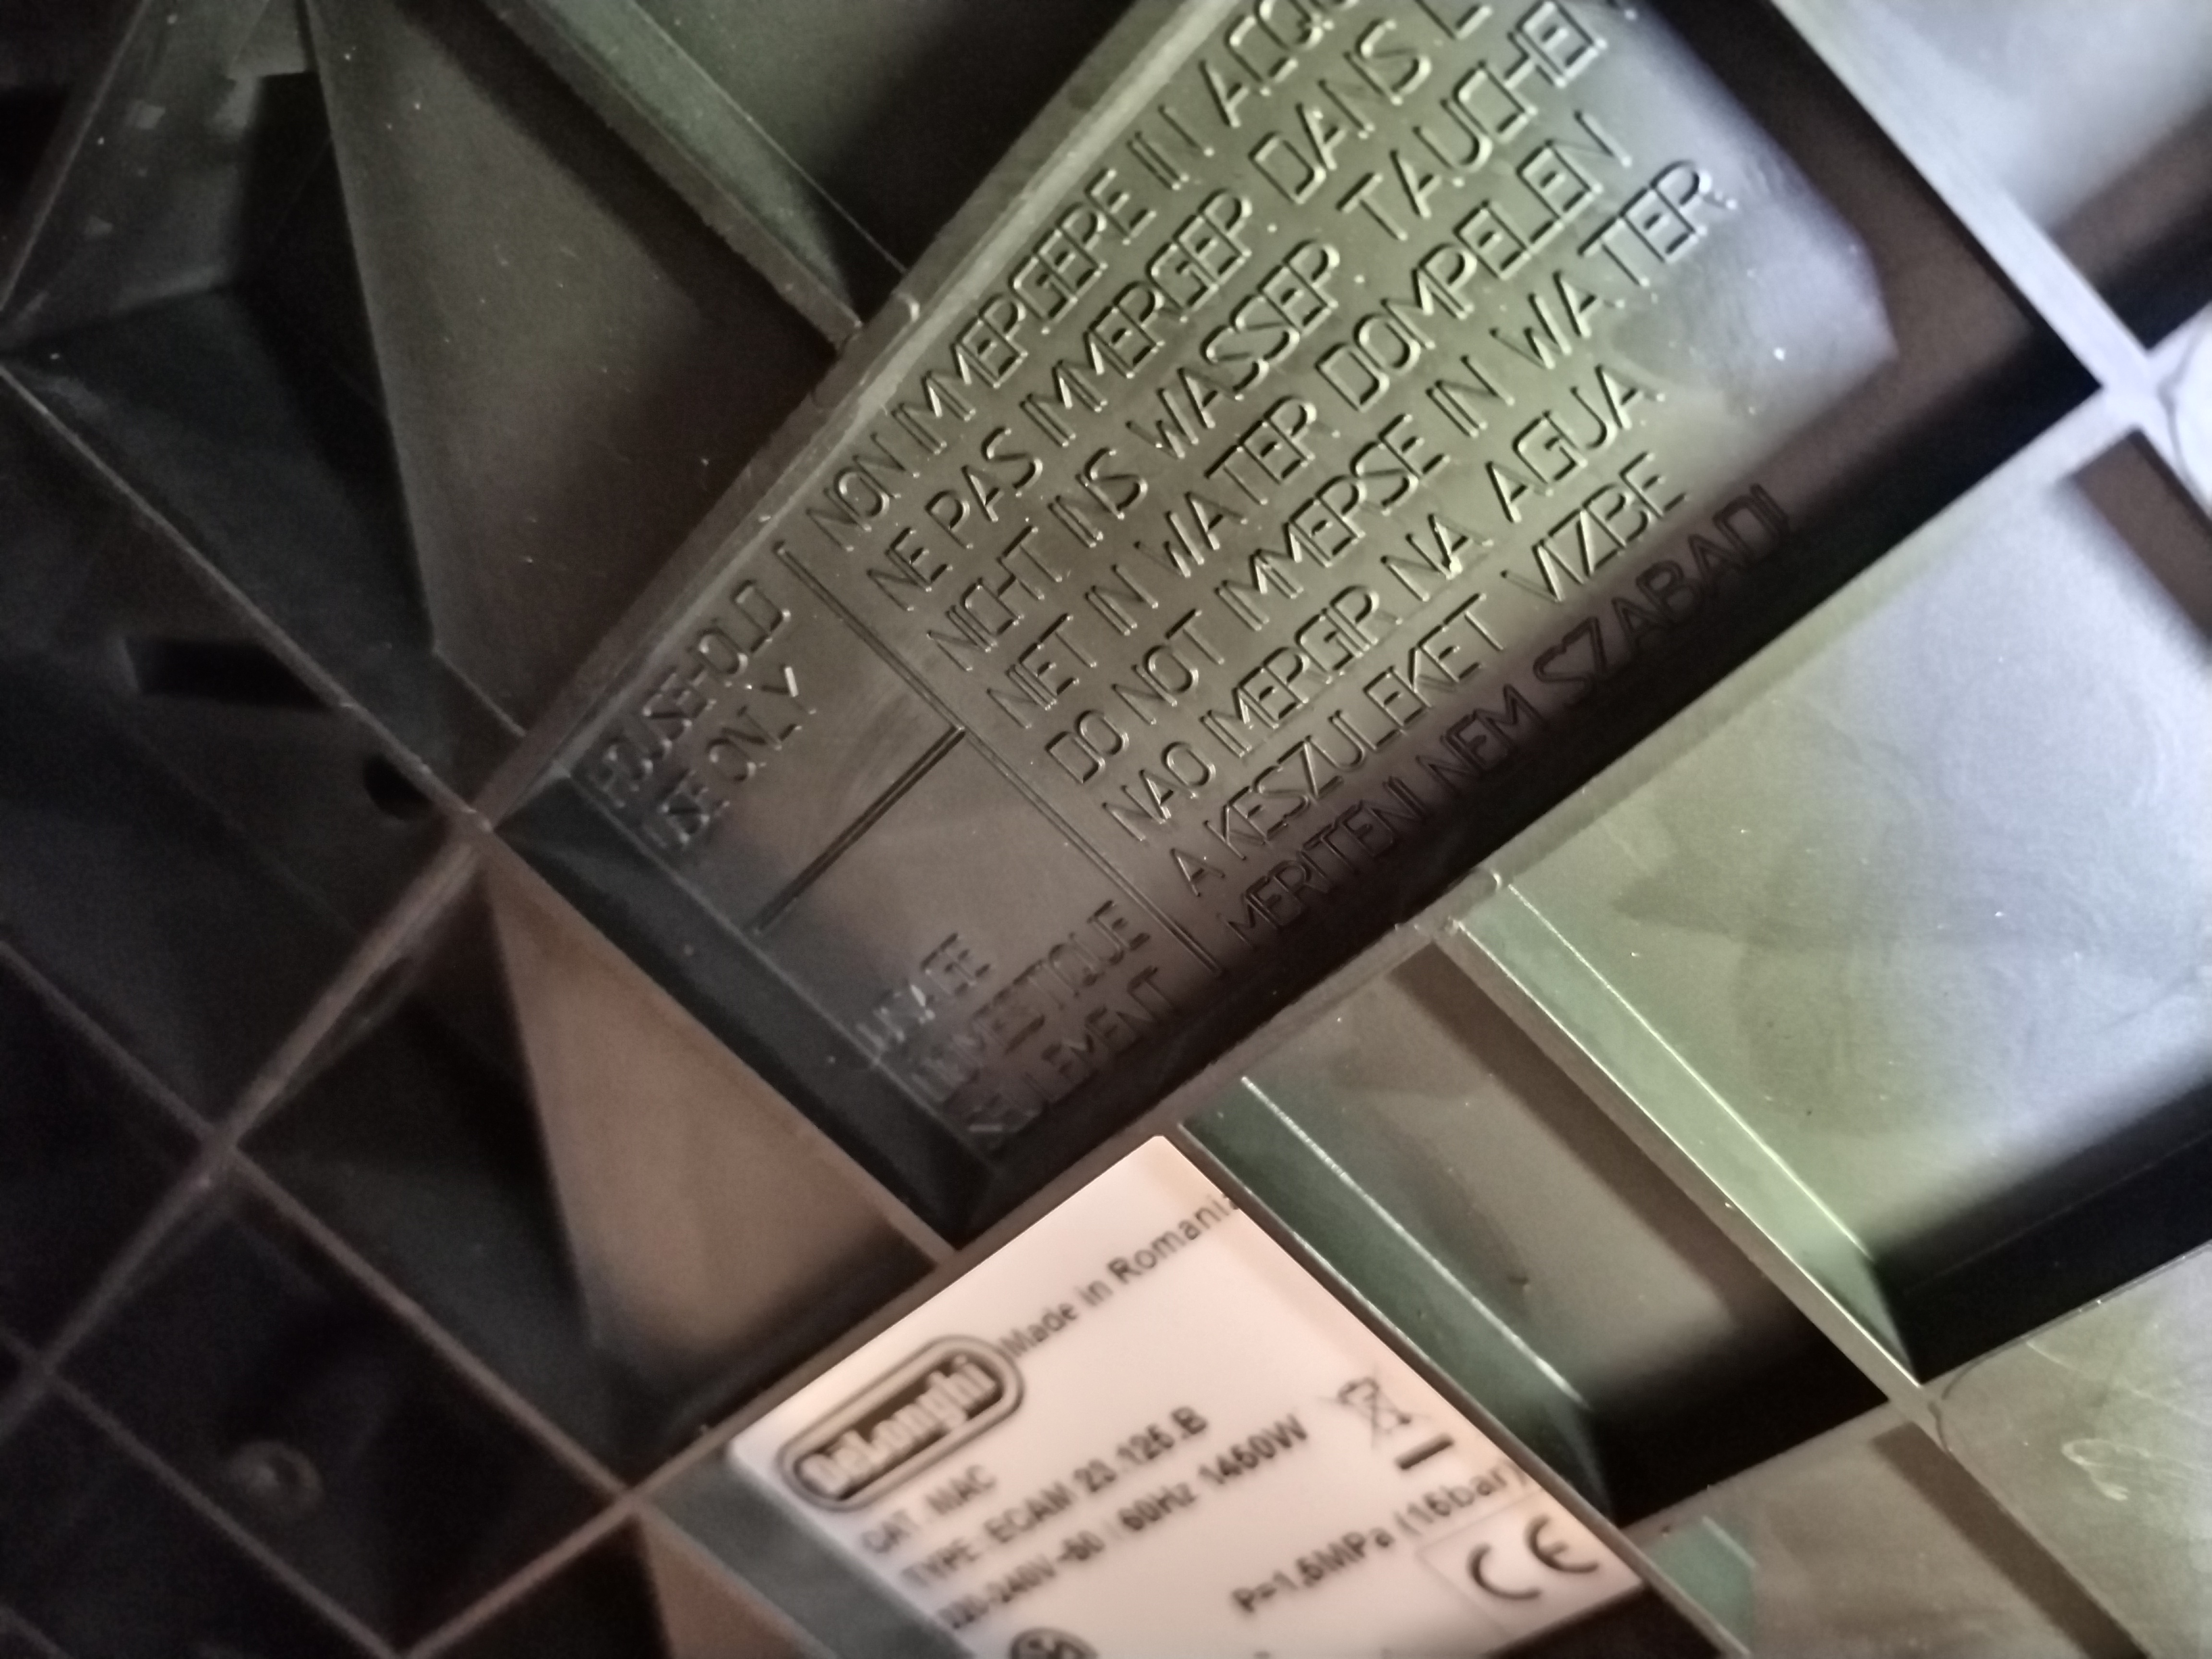 HOUSEHOLD
USE ONLY
USAGE
DOMESTIQUE
SEULEMENT
NON IMMERGERE IN ACQU
NE PAS IMMERGER DANS L
NICHT INS WASSER TAUCHEN
NIET IN WATER DOMPELEN
DO NOT IMMERSE IN WATER
NAO IMERGIR NA AGUA
A KESZULEKET VIZBE
MERITENI NEM SZABAD!
DeLonghi Made in Romania
CAT. MAC
TYPE: ECAM 23.125.B
220-240V~50 / 60Hz 1450W
P=1,5MPa (15bar)
CE